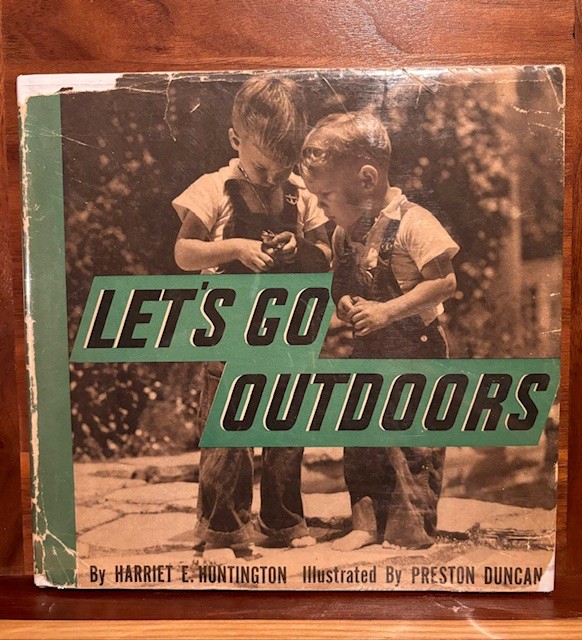 LET'S GO
OUTDOORS
By HARRIET E. HUNTINGTON Illustrated By PRESTON DUNCAN